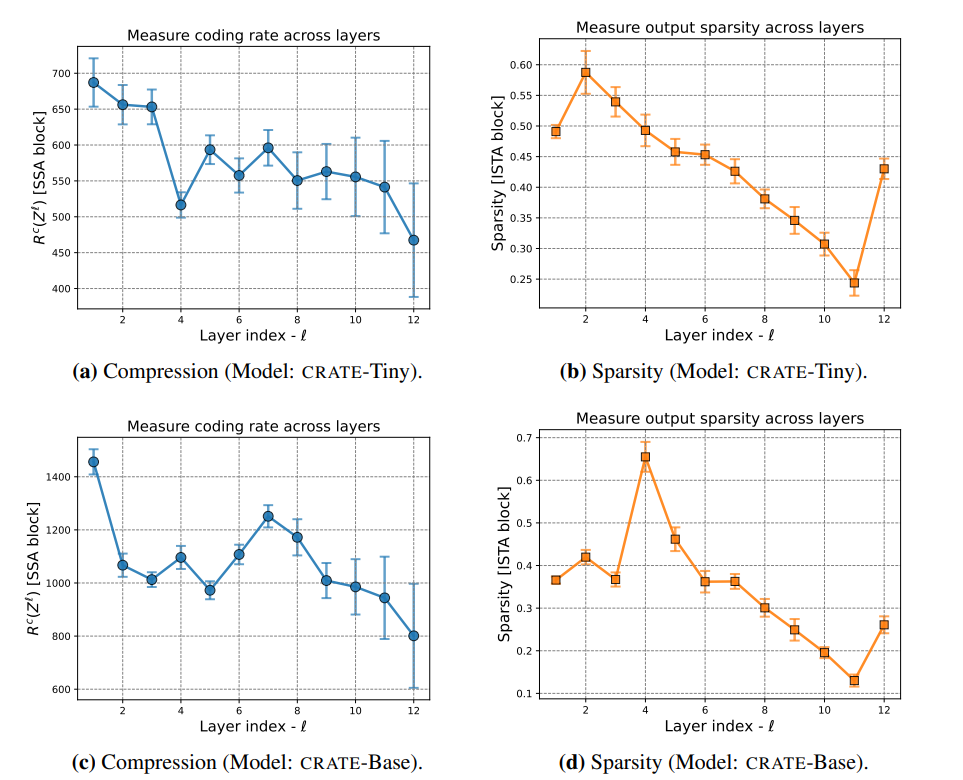 Measure coding rate across layers
700
650
600
550
500
450
400
R^c(Z^ℓ) [SSA block]
2 4 6 8 10 12
Layer index - ℓ
(a) Compression (Model: CRATE-Tiny).
Measure output sparsity across layers
0.60
0.55
0.50
0.45
0.40
0.35
0.30
0.25
Sparsity [ISTA block]
2 4 6 8 10 12
Layer index - ℓ
(b) Sparsity (Model: CRATE-Tiny).
Measure coding rate across layers
1400
1200
1000
800
600
R^c(Z^ℓ) [SSA block]
2 4 6 8 10 12
Layer index - ℓ
(c) Compression (Model: CRATE-Base).
Measure output sparsity across layers
0.7
0.6
0.5
0.4
0.3
0.2
0.1
Sparsity [ISTA block]
2 4 6 8 10 12
Layer index - ℓ
(d) Sparsity (Model: CRATE-Base).